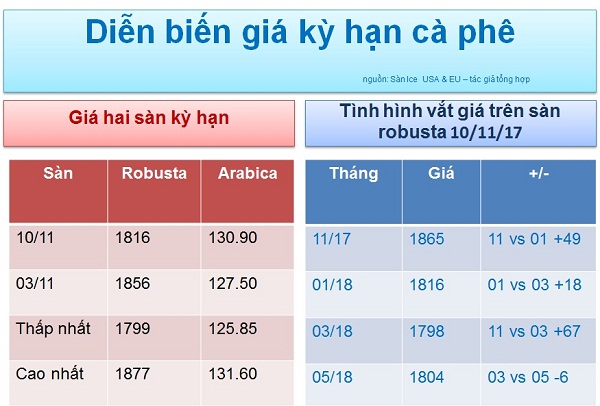 Diễn biến giá kỳ hạn cà phê
nguồn: Sàn Ice USA & EU – tác giả tổng hợp
Giá hai sàn kỳ hạn
Tình hình vắt giá trên sàn
robusta 10/11/17
Sàn Robusta Arabica
10/11 1816 130.90
03/11 1856 127.50
Thấp nhất 1799 125.85
Cao nhất 1877 131.60
Tháng Giá +/-
11/17 1865 11 vs 01 +49
01/18 1816 01 vs 03 +18
03/18 1798 11 vs 03 +67
05/18 1804 03 vs 05 -6